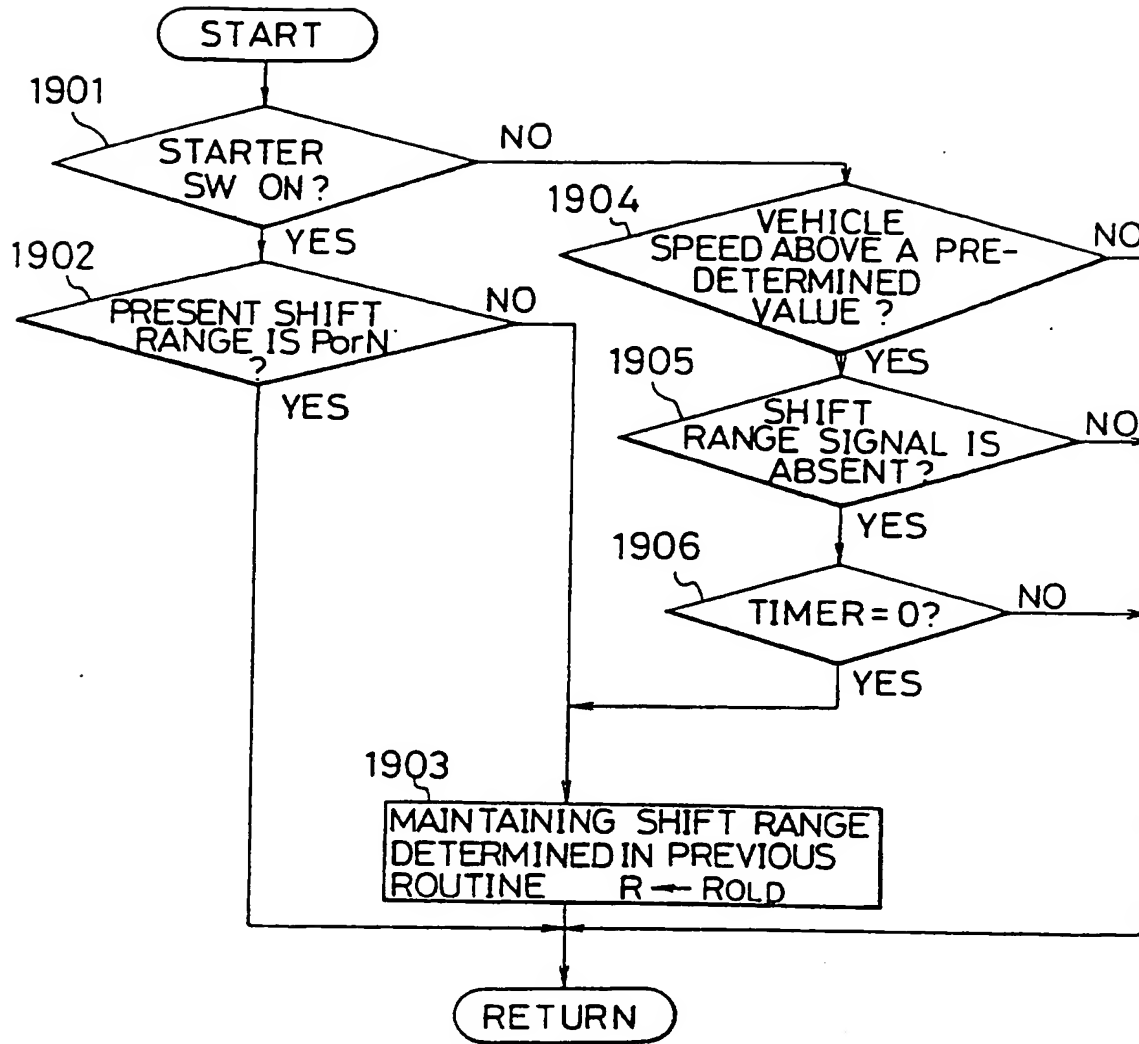 START
1901
STARTER
SW ON?
NO
YES
1902
PRESENT SHIFT
RANGE IS PorN
?
NO
YES
1904
VEHICLE
SPEED ABOVE A PRE-
DETERMINED
VALUE ?
NO
YES
1905
SHIFT
RANGE SIGNAL IS
ABSENT?
NO
YES
1906
TIMER = 0?
NO
YES
1903
MAINTAINING SHIFT RANGE
DETERMINED IN PREVIOUS
ROUTINE R ← ROLD
RETURN